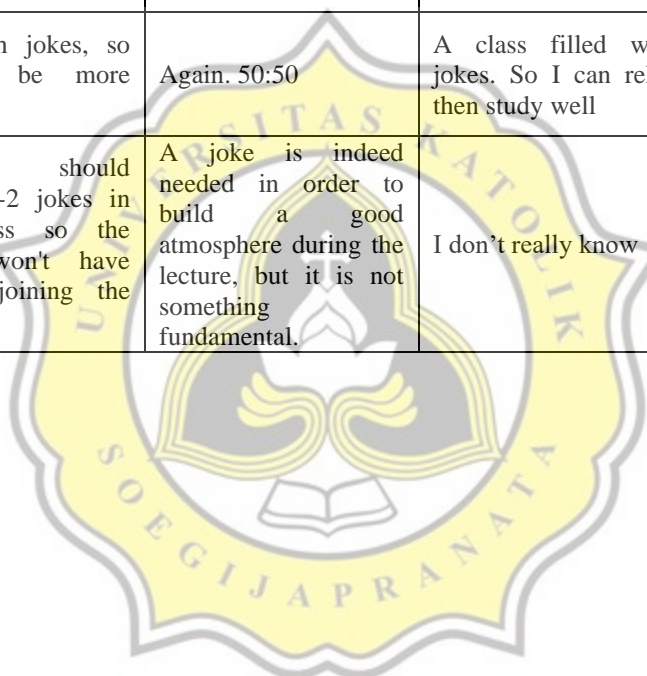 jokes, so
be more
Again. 50:50
A class filled
jokes. So I can
then study well
should
-2 jokes in
so the
won't have
joining the
A joke is indeed
needed in order to
build a good
atmosphere during the
lecture, but it is not
something
fundamental.
I don't really know
UNIVERSITAS KATOLIK
SOEGIJAPRANATA